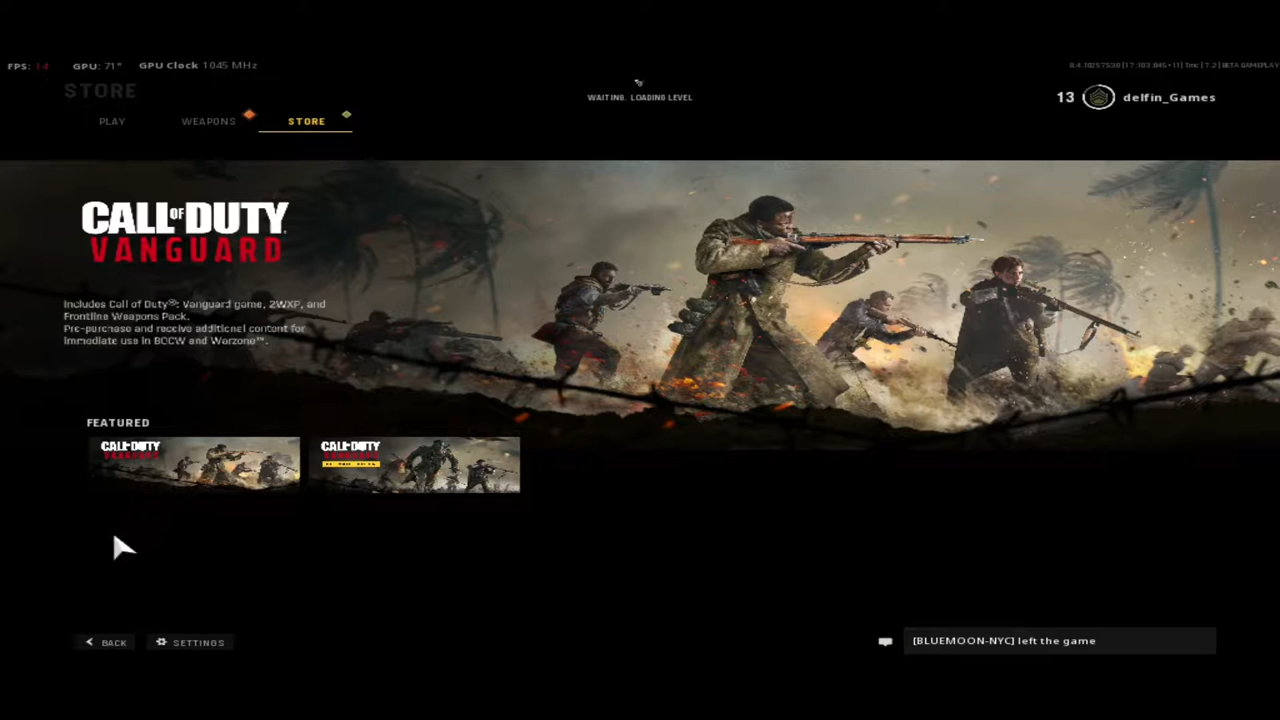 FPS: 14 GPU: 71° GPU Clock 1045 MHz
STORE
WAITING. LOADING LEVEL
13 delfin_Games
PLAY WEAPONS STORE
CALL OF DUTY
VANGUARD
Includes Call of Duty®: Vanguard game, 2WXP, and
Frontline Weapons Pack.
Pre-purchase and receive additional content for
immediate use in BOCW and Warzone™.
FEATURED
CALL OF DUTY
VANGUARD
CALL OF DUTY
VANGUARD
BACK SETTINGS
[BLUEMOON-NYC] left the game